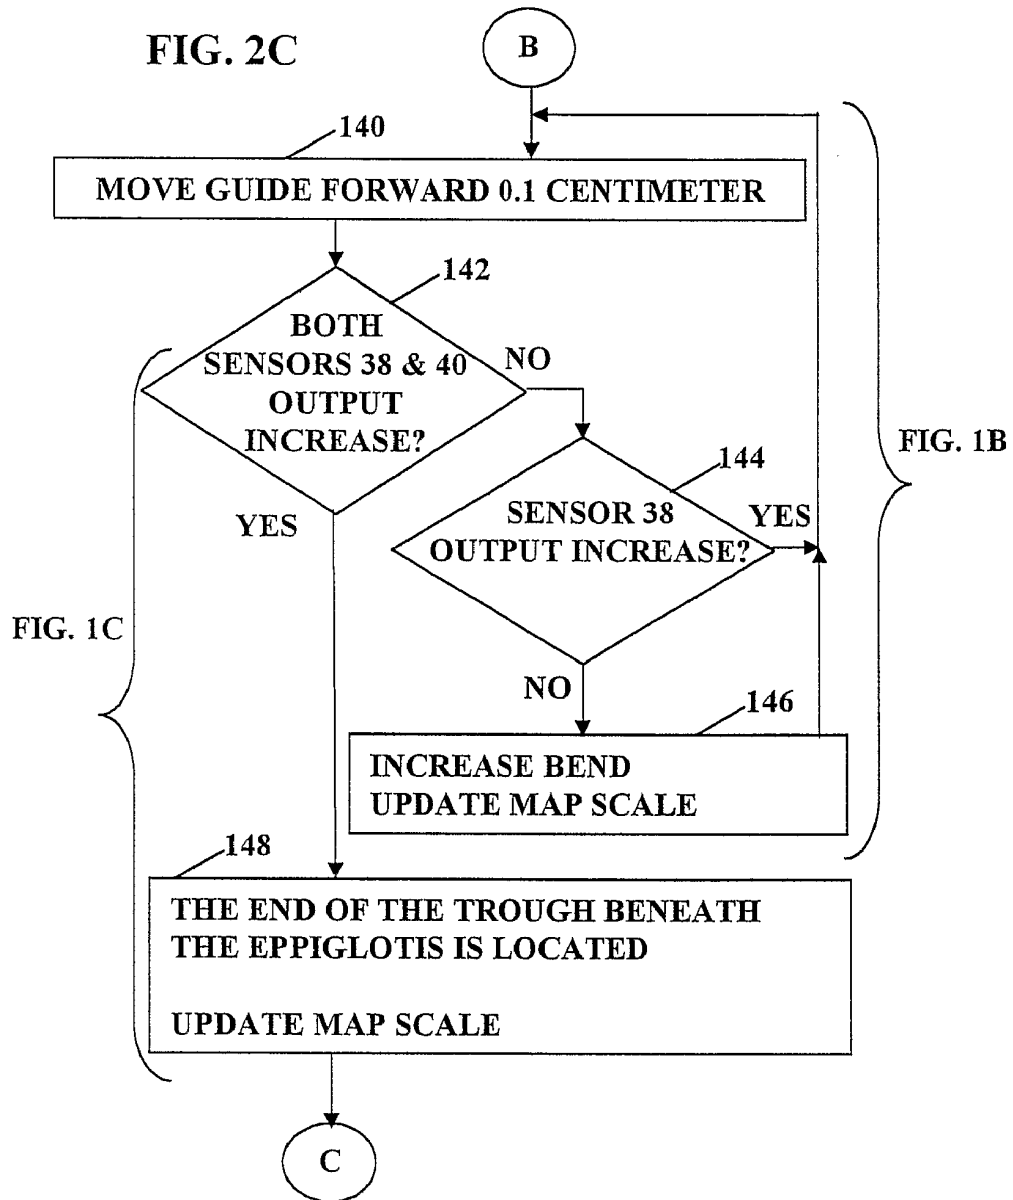 FIG. 2C
B
140
MOVE GUIDE FORWARD 0.1 CENTIMETER
142
BOTH
SENSORS 38 & 40
OUTPUT
INCREASE?
NO
YES
144
SENSOR 38
OUTPUT INCREASE?
YES
NO
FIG. 1B
FIG. 1C
146
INCREASE BEND
UPDATE MAP SCALE
148
THE END OF THE TROUGH BENEATH
THE EPPIGLOTIS IS LOCATED
UPDATE MAP SCALE
C